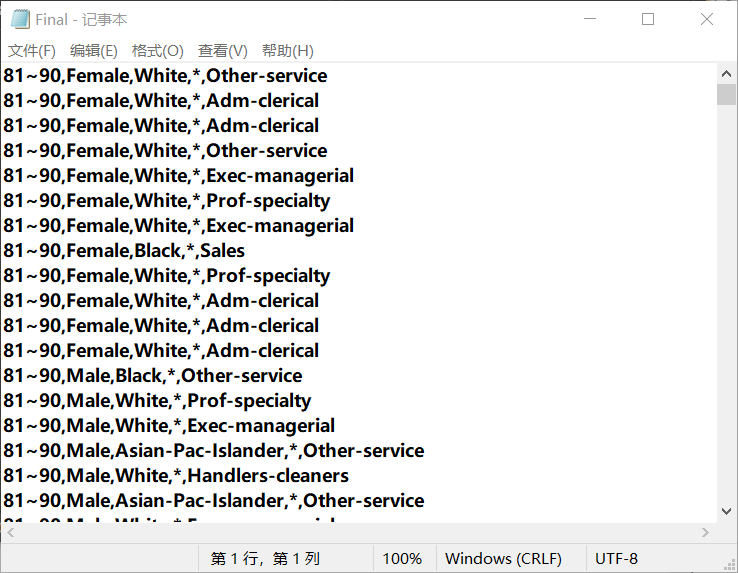 Final - 记事本
文件(F) 编辑(E) 格式(O) 查看(V) 帮助(H)
81~90,Female,White,*,Other-service
81~90,Female,White,*,Adm-clerical
81~90,Female,White,*,Adm-clerical
81~90,Female,White,*,Other-service
81~90,Female,White,*,Exec-managerial
81~90,Female,White,*,Prof-specialty
81~90,Female,White,*,Exec-managerial
81~90,Female,Black,*,Sales
81~90,Female,White,*,Prof-specialty
81~90,Female,White,*,Adm-clerical
81~90,Female,White,*,Adm-clerical
81~90,Female,White,*,Adm-clerical
81~90,Male,Black,*,Other-service
81~90,Male,White,*,Prof-specialty
81~90,Male,White,*,Exec-managerial
81~90,Male,Asian-Pac-Islander,*,Other-service
81~90,Male,White,*,Handlers-cleaners
81~90,Male,Asian-Pac-Islander,*,Other-service
第 1 行，第 1 列 100% Windows (CRLF) UTF-8